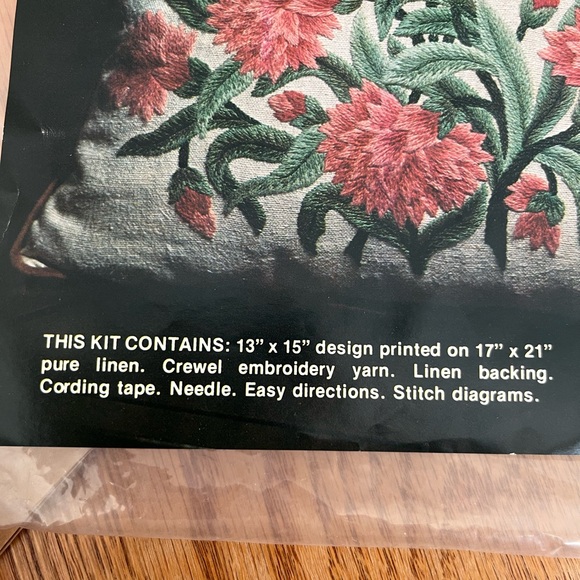 THIS KIT CONTAINS: 13” x 15” design printed on 17” x 21”
pure linen. Crewel embroidery yarn. Linen backing.
Cording tape. Needle. Easy directions. Stitch diagrams.